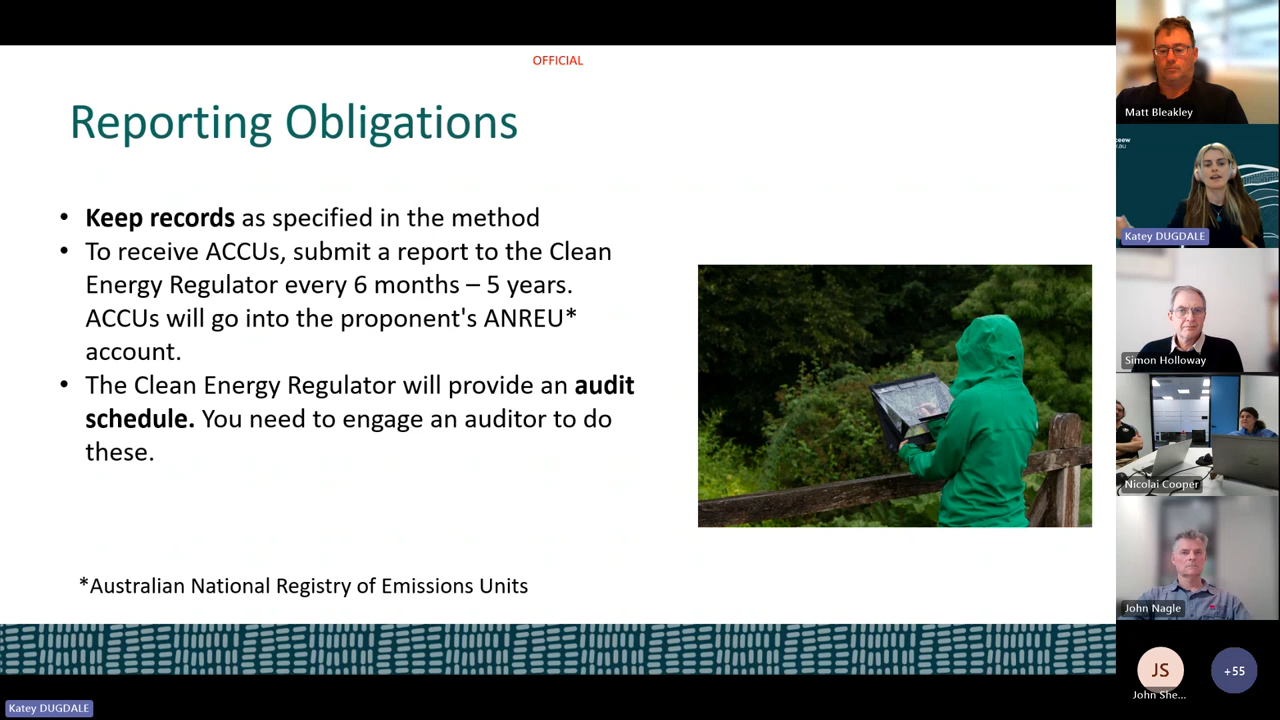 OFFICIAL
Reporting Obligations
• Keep records as specified in the method
• To receive ACCUs, submit a report to the Clean
Energy Regulator every 6 months – 5 years.
ACCUs will go into the proponent's ANREU*
account.
• The Clean Energy Regulator will provide an audit
schedule. You need to engage an auditor to do
these.
*Australian National Registry of Emissions Units
Katey DUGDALE
Matt Bleakley
Katey DUGDALE
Simon Holloway
Nicolai Cooper
John Nagle
JS
John She...
+55